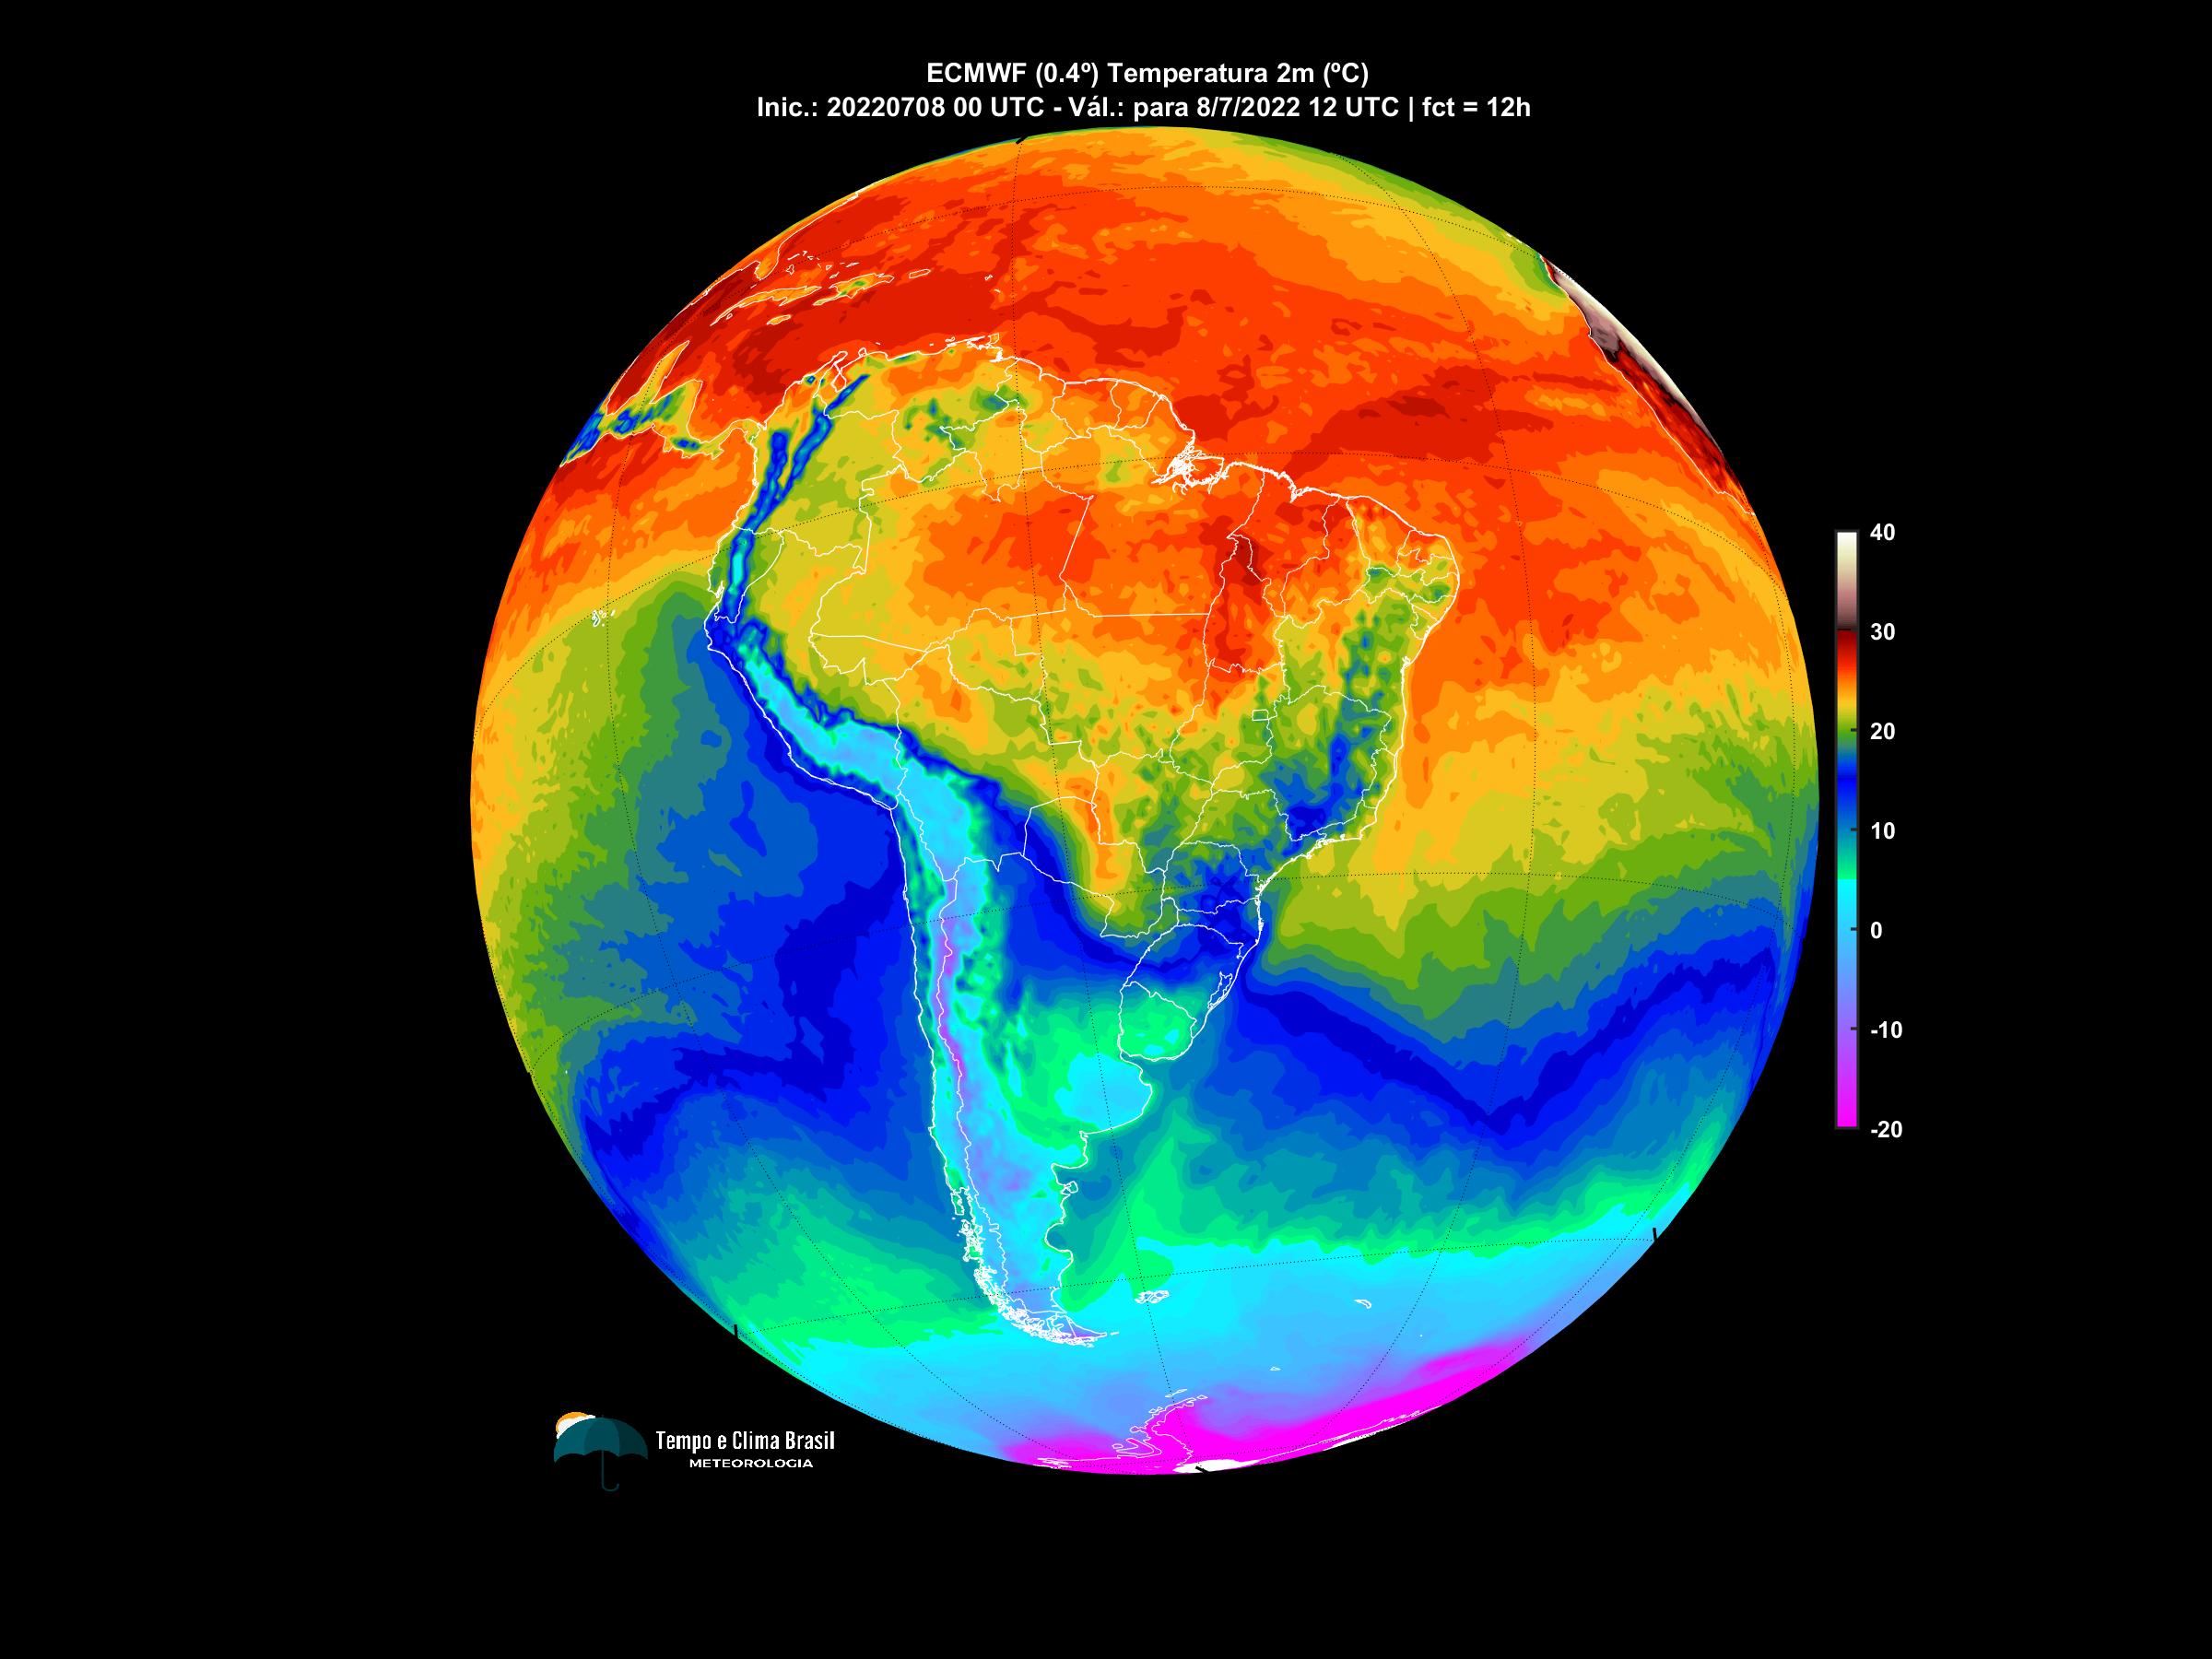 ECMWF (0.4º) Temperatura 2m (ºC)
Inic.: 20220708 00 UTC - Vál.: para 8/7/2022 12 UTC | fct = 12h
40
30
20
10
0
-10
-20
Tempo e Clima Brasil
METEOROLOGIA